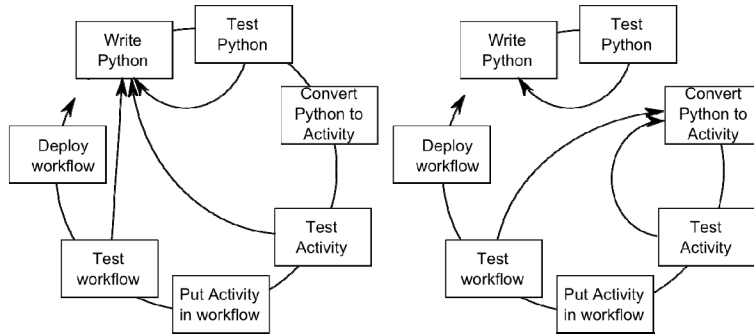 Test
Python
Write
Python
Convert
Python to
Activity
Deploy
workflow
Test
Activity
Test
workflow
Put Activity
in workflow
Test
Python
Write
Python
Convert
Python to
Activity
Deploy
workflow
Test
Activity
Test
workflow
Put Activity
in workflow